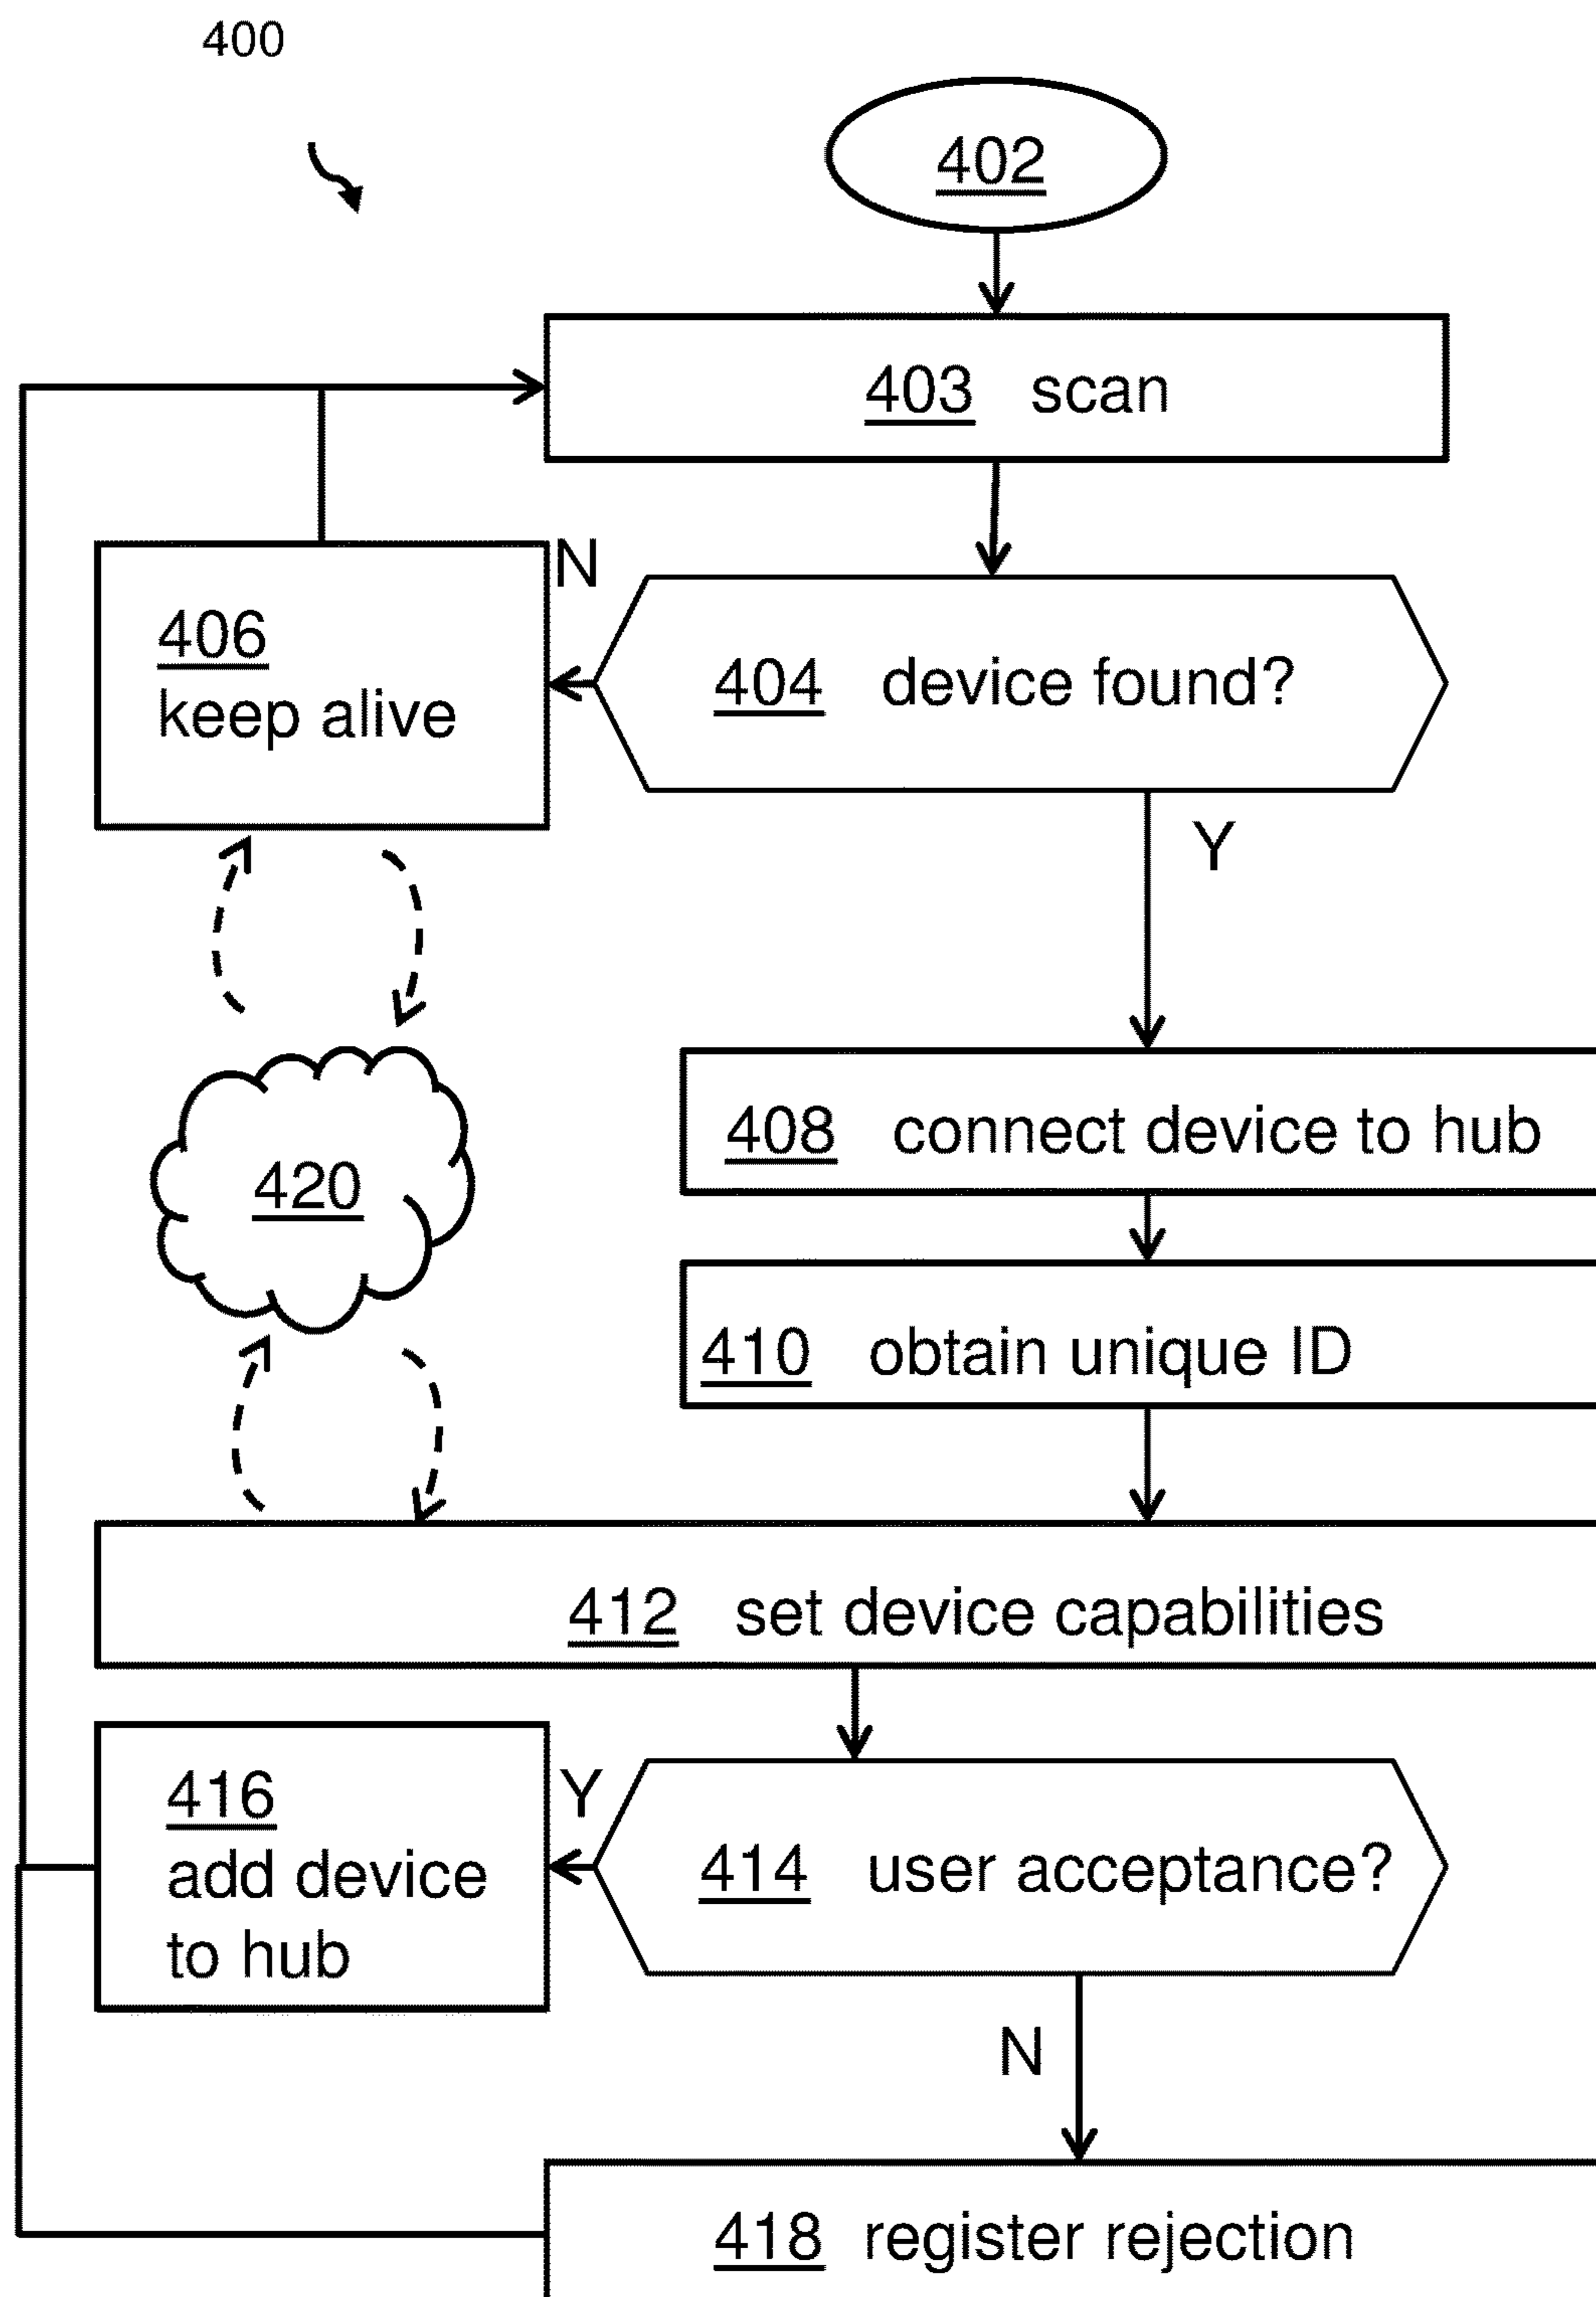 400
402
403 scan
N
406
keep alive
404 device found?
Y
408 connect device to hub
420
410 obtain unique ID
412 set device capabilities
416
add device
to hub
Y
414 user acceptance?
N
418 register rejection